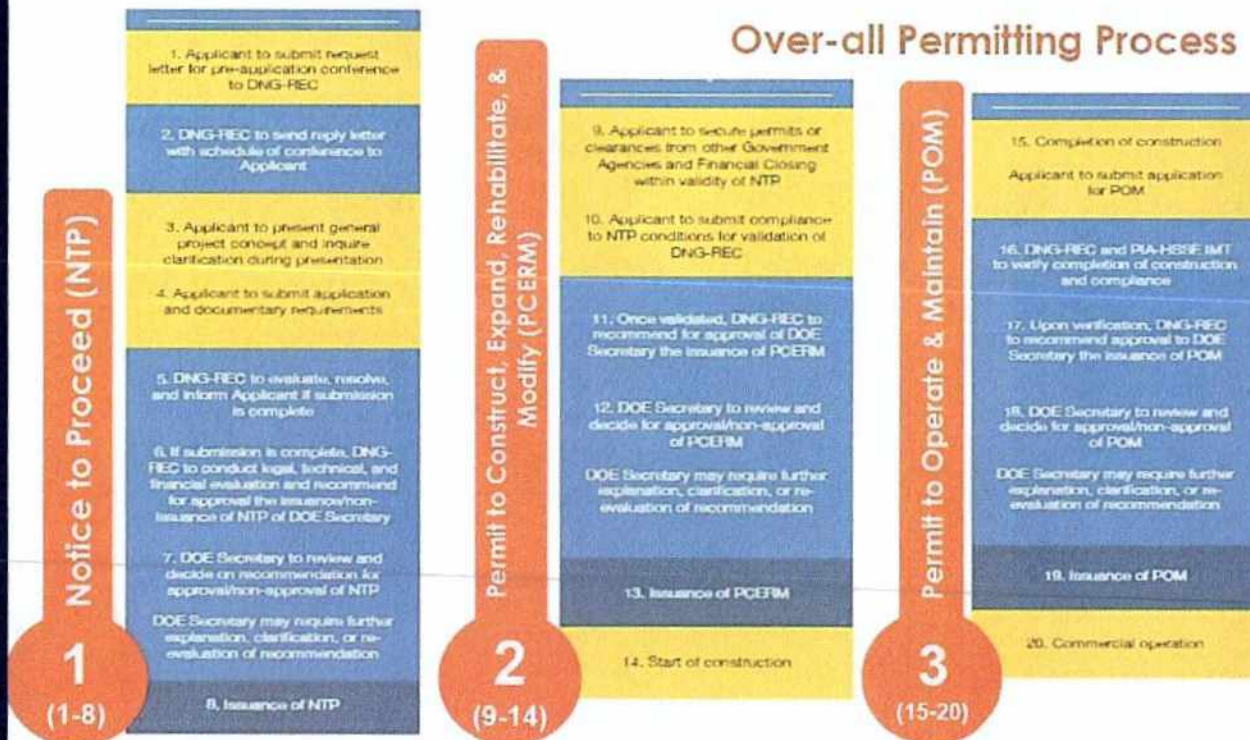 Over-all Permitting Process
Notice to Proceed (NTP)
1
(1-8)
1. Applicant to submit request
letter for pre-application conference
to DNG-REC
2. DNG-REC to send reply letter
with schedule of conference to
Applicant
3. Applicant to present general
project concept and inquire
clarification during presentation
4. Applicant to submit application
and documentary requirements
5. DNG-REC to evaluate, resolve,
and inform Applicant if submission
is complete
6. If submission is complete, DNG-
REC to conduct legal, technical, and
financial evaluation and recommend
for approval the issuance/non-
issuance of NTP of DOE Secretary
7. DOE Secretary to review and
decide on recommendation for
approval/non-approval of NTP
DOE Secretary may require further
explanation, clarification, or re-
evaluation of recommendation
8. Issuance of NTP
Permit to Construct, Expand, Rehabilitate, &
Modify (PCERM)
2
(9-14)
9. Applicant to secure permits or
clearances from other Government
Agencies and Financial Closing
within validity of NTP
10. Applicant to submit compliance
to NTP conditions for validation of
DNG-REC
11. Once validated, DNG-REC to
recommend for approval of DOE
Secretary the issuance of PCERM
12. DOE Secretary to review and
decide for approval/non-approval
of PCERM
DOE Secretary may require further
explanation, clarification, or re-
evaluation of recommendation
13. Issuance of PCERM
14. Start of construction
Permit to Operate & Maintain (POM)
3
(15-20)
15. Completion of construction
Applicant to submit application
for POM
16. DNG-REC and PIA-HSSE IMT
to verify completion of construction
and compliance
17. Upon verification, DNG-REC
to recommend approval to DOE
Secretary the issuance of POM
18. DOE Secretary to review and
decide for approval/non-approval
of POM
DOE Secretary may require further
explanation, clarification, or re-
evaluation of recommendation
19. Issuance of POM
20. Commercial operation